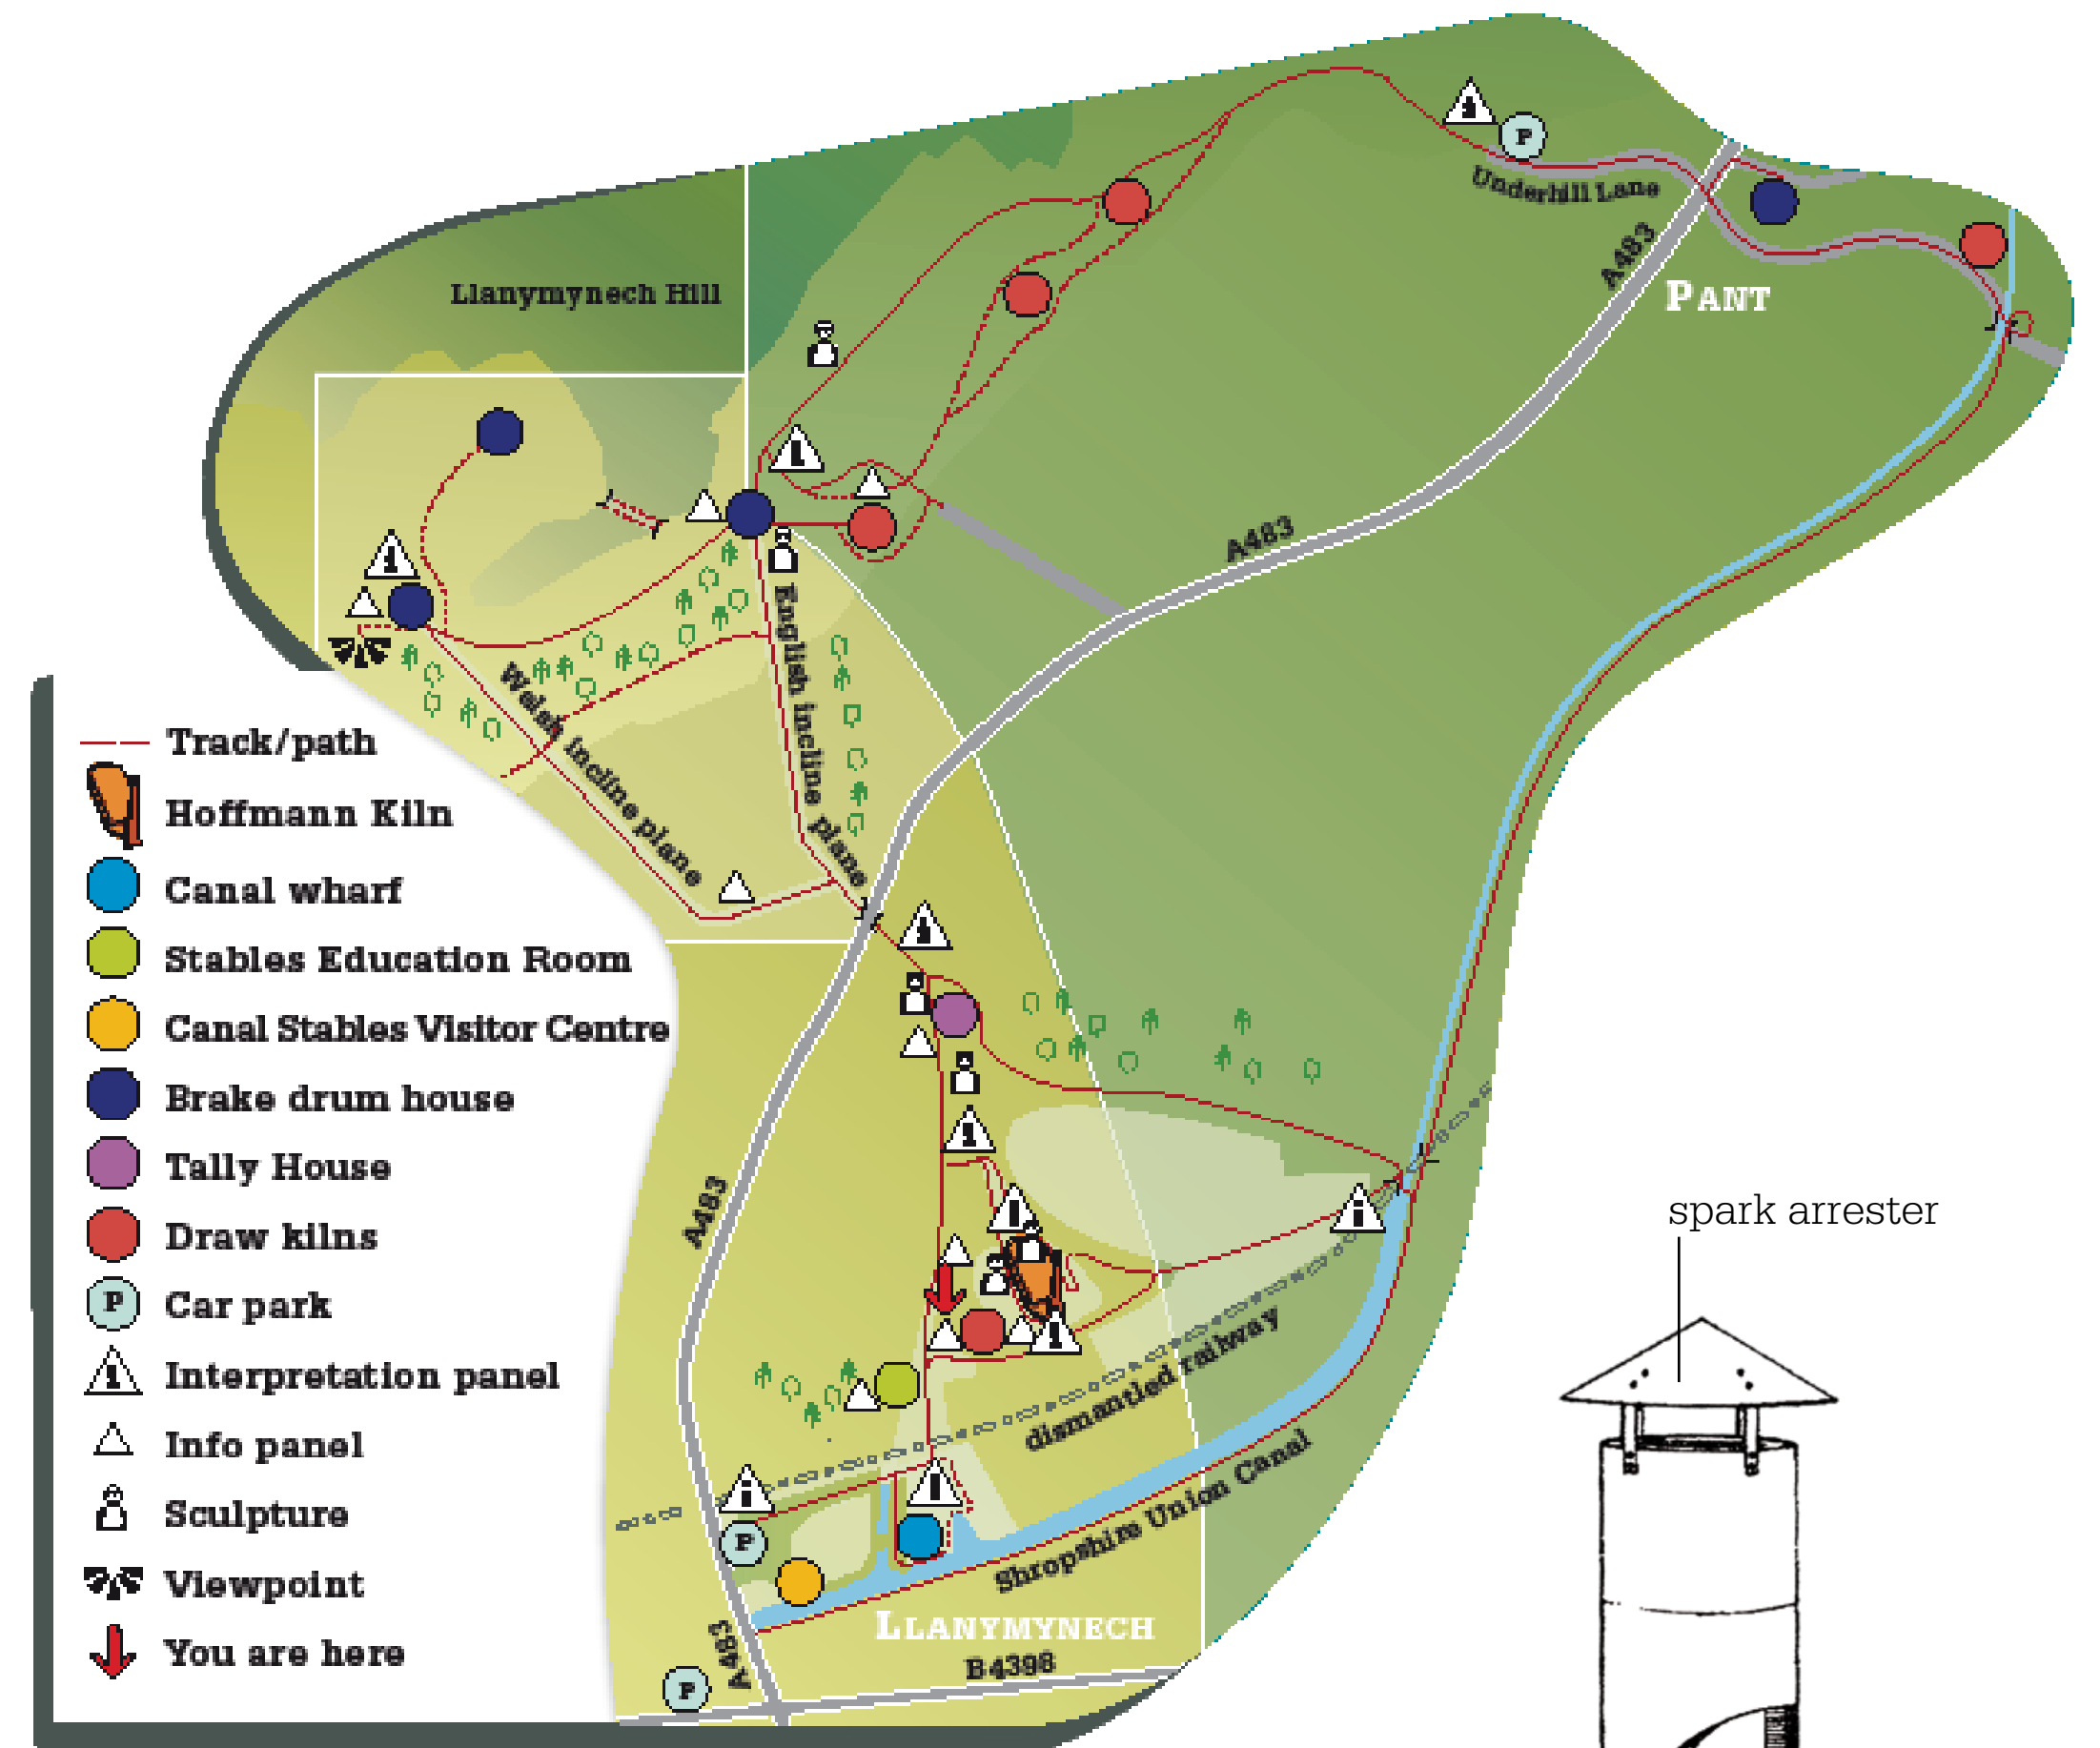 Underhill Lane
A483
PANT
Llanymynech Hill
A483
English incline plane
Welsh incline plane
Track/path
Hoffmann Kiln
Canal wharf
Stables Education Room
Canal Stables Visitor Centre
Brake drum house
Tally House
Draw kilns
P Car park
i Interpretation panel
Info panel
Sculpture
Viewpoint
You are here
A483
spark arrester
dismantled railway
Shropshire Union Canal
LLANYMYNECH
A483
B4398
P
P
P
i
i
i
i
i
i
i
i
i
i